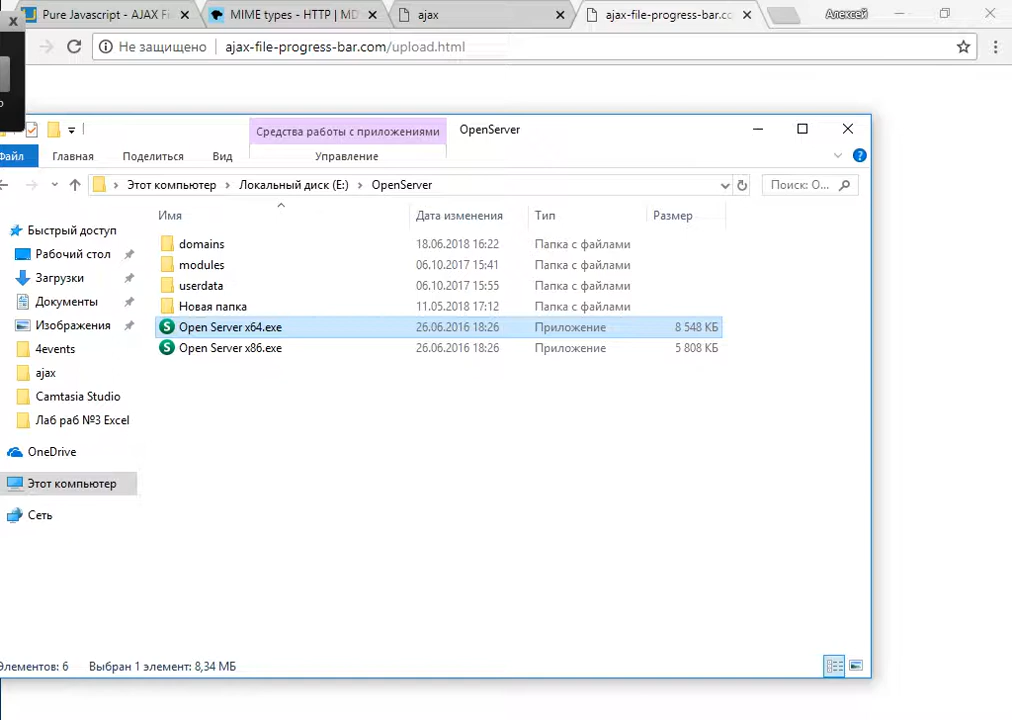 Pure Javascript - AJAX Fi
MIME types - HTTP | MD
ajax
ajax-file-progress-bar.co
Алексей
Не защищено
ajax-file-progress-bar.com/upload.html
Средства работы с приложениями
OpenServer
Файл
Главная
Поделиться
Вид
Управление
Этот компьютер
Локальный диск (E:)
OpenServer
Поиск: O...
Имя
Дата изменения
Тип
Размер
Быстрый доступ
Рабочий стол
Загрузки
Документы
Изображения
4events
ajax
Camtasia Studio
Лаб раб №3 Excel
OneDrive
Этот компьютер
Сеть
domains 18.06.2018 16:22 Папка с файлами
modules 06.10.2017 15:41 Папка с файлами
userdata 06.10.2017 15:55 Папка с файлами
Новая папка 11.05.2018 17:12 Папка с файлами
Open Server x64.exe 26.06.2016 18:26 Приложение 8 548 КБ
Open Server x86.exe 26.06.2016 18:26 Приложение 5 808 КБ
Элементов: 6
Выбран 1 элемент: 8,34 МБ